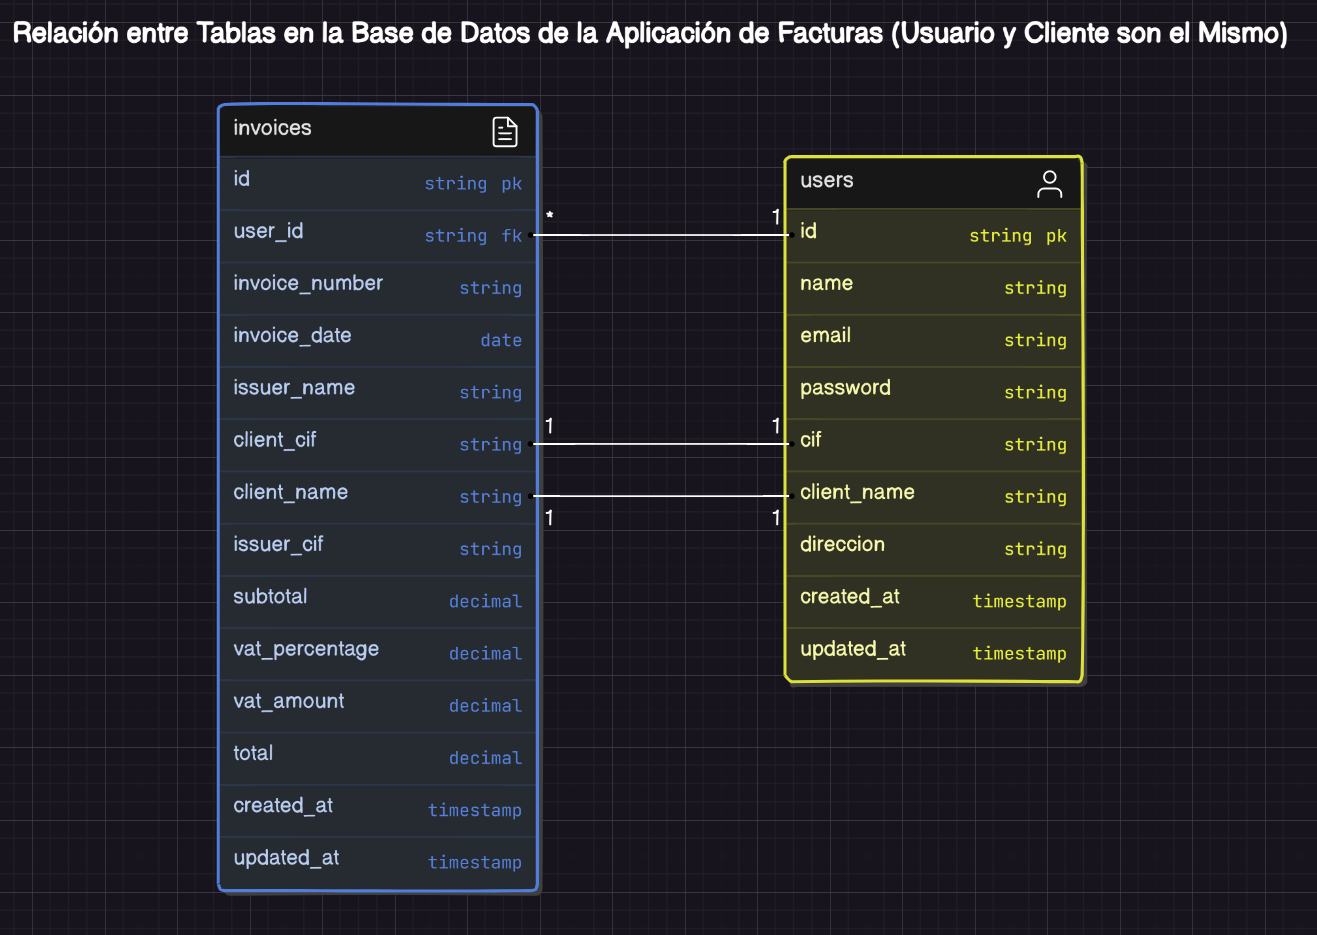 Relación entre Tablas en la Base de Datos de la Aplicación de Facturas (Usuario y Cliente son el Mismo)
invoices
id string pk
user_id string fk
invoice_number string
invoice_date date
issuer_name string
client_cif string
client_name string
issuer_cif string
subtotal decimal
vat_percentage decimal
vat_amount decimal
total decimal
created_at timestamp
updated_at timestamp
* 1
1 1
1 1
users
id string pk
name string
email string
password string
cif string
client_name string
direccion string
created_at timestamp
updated_at timestamp